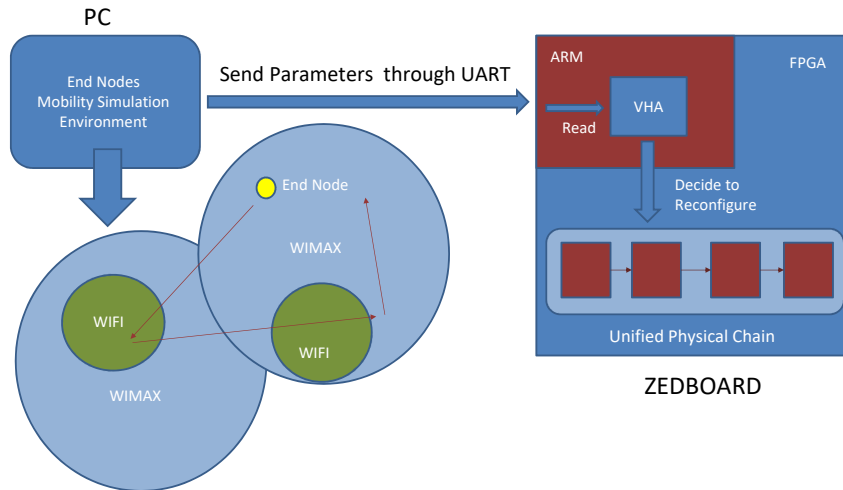 PC
End Nodes
Mobility Simulation
Environment
Send Parameters through UART
ARM
FPGA
VHA
Read
Decide to
Reconfigure
End Node
WIMAX
WIFI
WIFI
WIMAX
Unified Physical Chain
ZEDBOARD